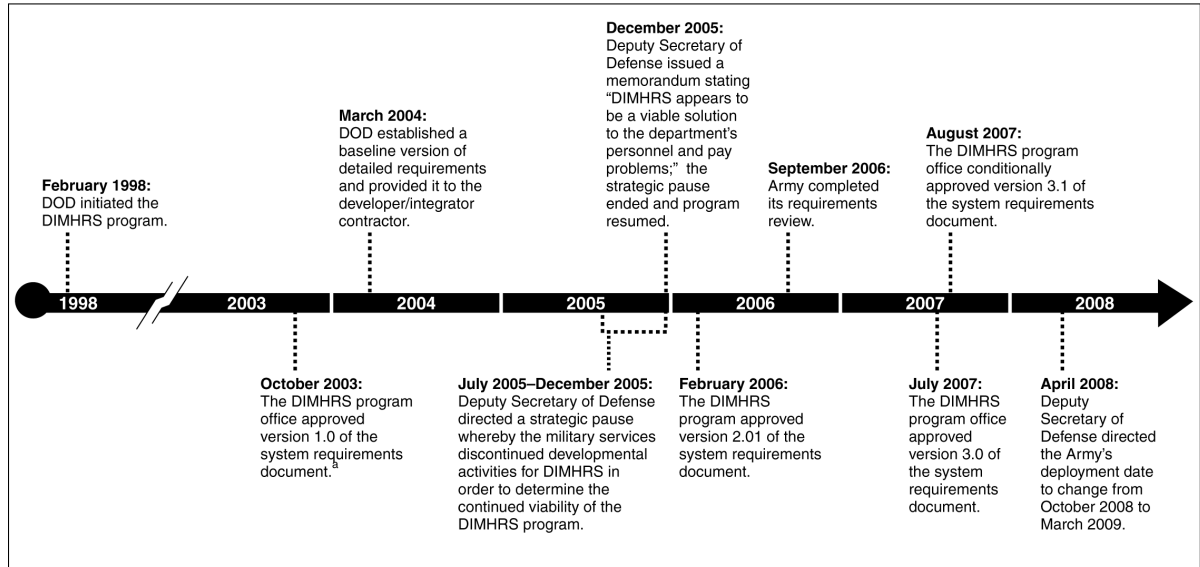 December 2005:
Deputy Secretary of
Defense issued a
memorandum stating
“DIMHRS appears to
be a viable solution
to the department’s
personnel and pay
problems;” the
strategic pause
ended and program
resumed.
March 2004:
DOD established a
baseline version of
detailed requirements
and provided it to the
developer/integrator
contractor.
August 2007:
The DIMHRS program
office conditionally
approved version 3.1 of
the system requirements
document.
September 2006:
Army completed
its requirements
review.
February 1998:
DOD initiated the
DIMHRS program.
1998 2003 2004 2005 2006 2007 2008
October 2003:
The DIMHRS program
office approved
version 1.0 of the
system requirements
document.a
July 2005–December 2005:
Deputy Secretary of Defense
directed a strategic pause
whereby the military services
discontinued developmental
activities for DIMHRS in
order to determine the
continued viability of the
DIMHRS program.
February 2006:
The DIMHRS
program approved
version 2.01 of the
system requirements
document.
July 2007:
The DIMHRS
program office
approved
version 3.0 of
the system
requirements
document.
April 2008:
Deputy
Secretary of
Defense directed
the Army’s
deployment date
to change from
October 2008 to
March 2009.